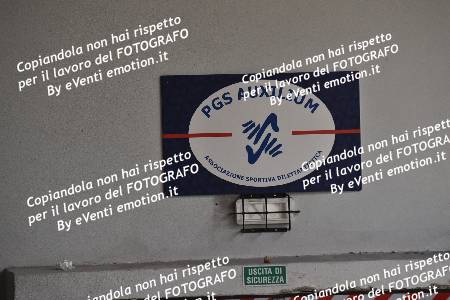 Copiandola non hai rispetto
per il lavoro del FOTOGRAFO
By eVenti emotion.it
Copiandola non hai rispetto
per il lavoro del FOTOGRAFO
By eVenti emotion.it
PGS AUXILIUM
ASSOCIAZIONE SPORTIVA DILETTANTISTICA
Copiandola non hai rispetto
per il lavoro del FOTOGRAFO
By eVenti emotion.it
Copiandola non hai rispetto
per il lavoro del FOTOGRAFO
By eVenti emotion.it
USCITA DI
SICUREZZA
Copiandola non hai rispetto
per il lavoro del FOTOGRAFO
Copiandola non hai rispetto
per il lavoro del FOTOGRAFO